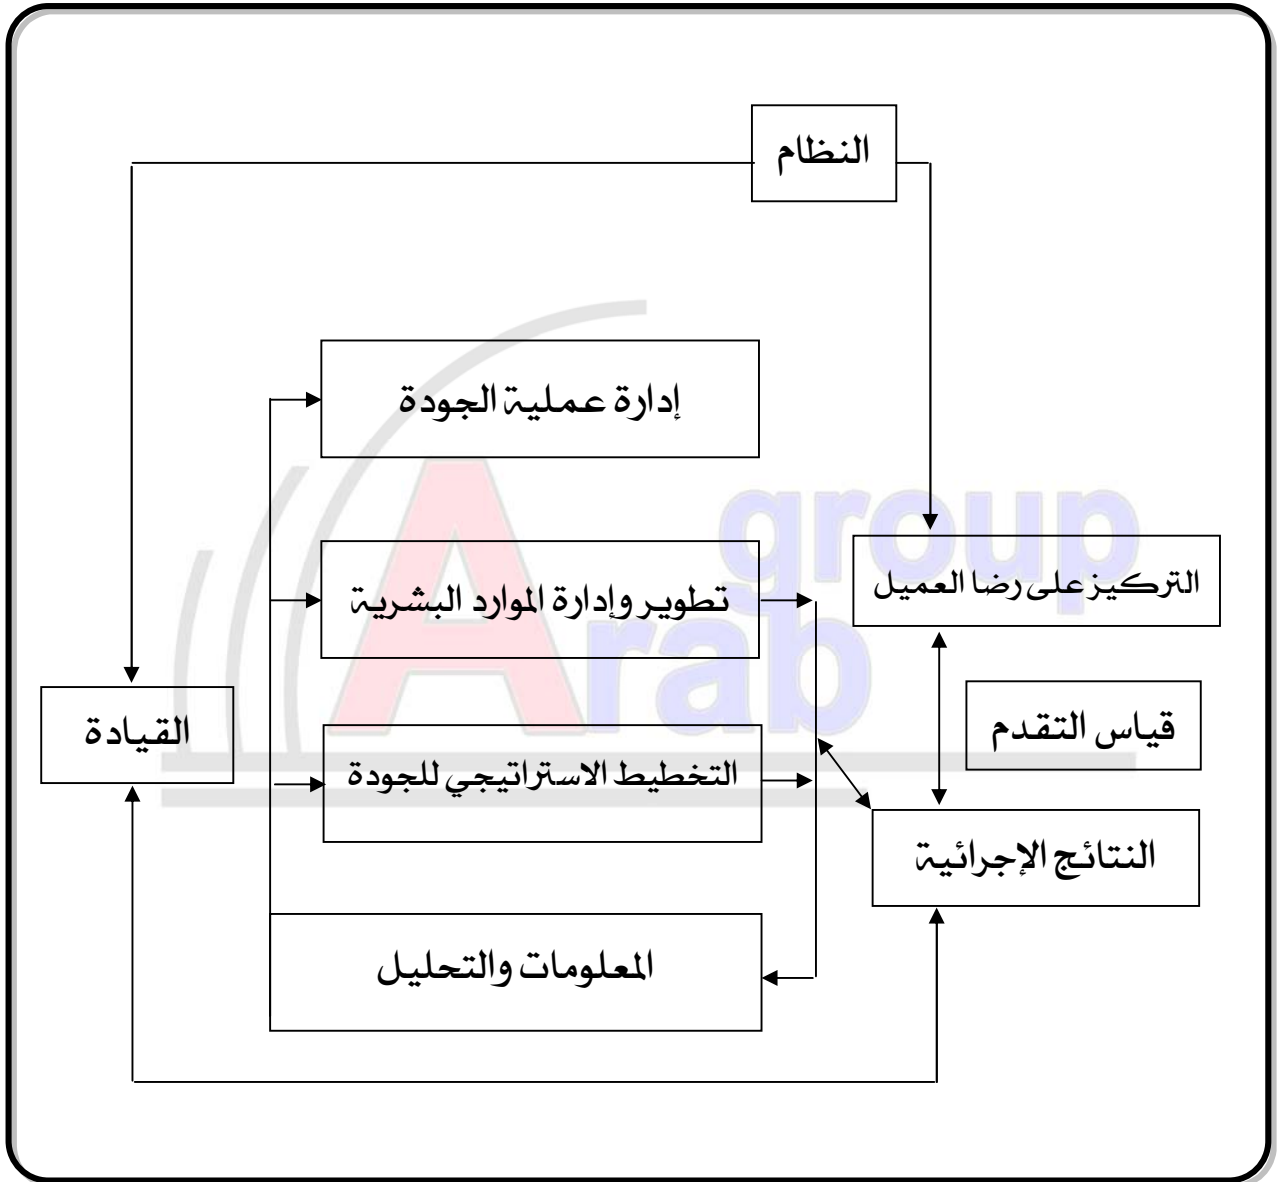 النظام
إدارة عملية الجودة
التركيز على رضا العميل
تطوير وإدارة الموارد البشرية
قياس التقدم
القيادة
التخطيط الاستراتيجي للجودة
النتائج الإجرائية
المعلومات والتحليل
Arab
group